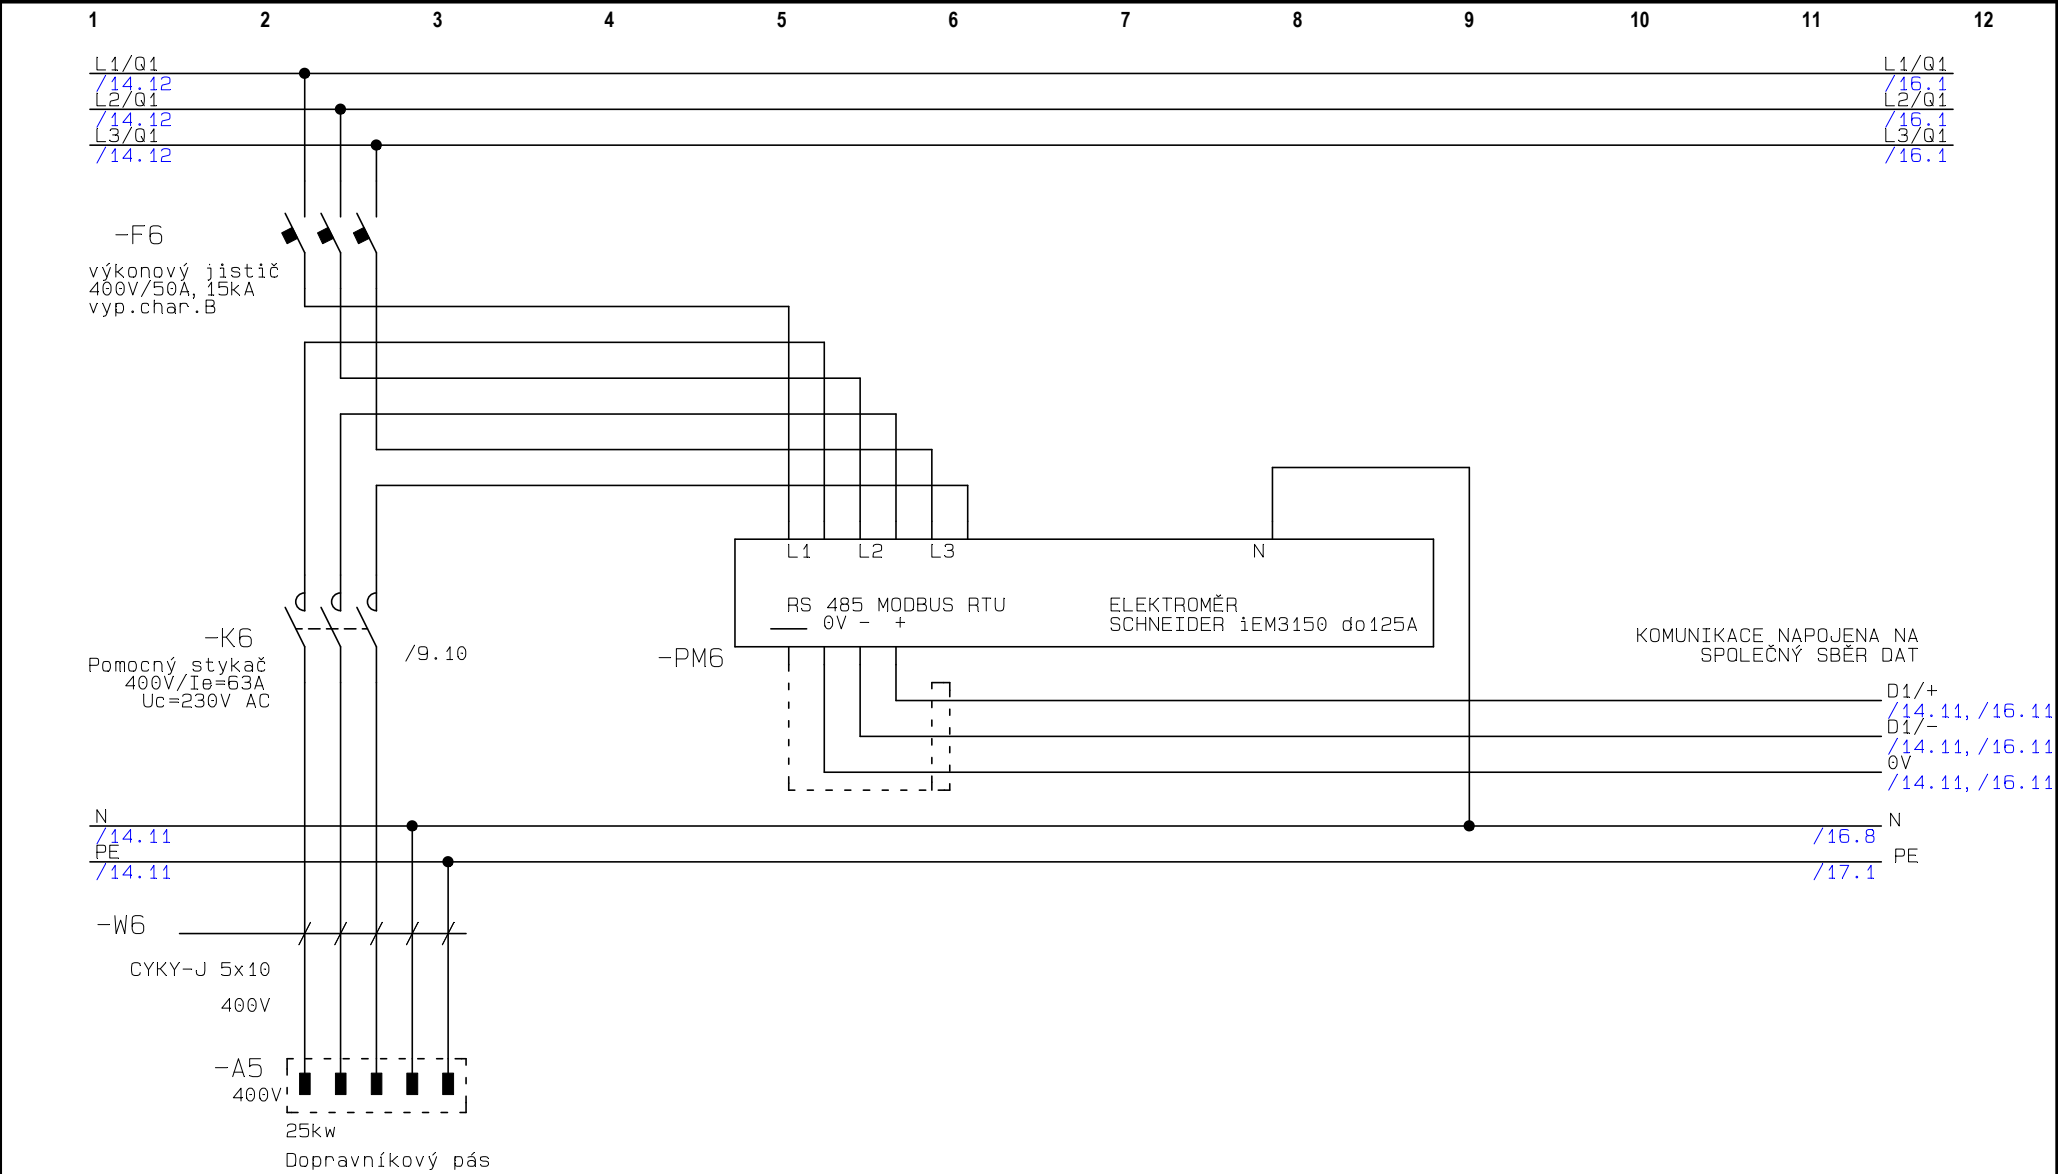 1 2 3 4 5 6 7 8 9 10 11 12
L1/Q1 L1/Q1
/14.12 /16.1
L2/Q1 L2/Q1
/14.12 /16.1
L3/Q1 L3/Q1
/14.12 /16.1
-F6
výkonový jistič
400V/50A, 15kA
vyp.char.B
L1 L2 L3 N
RS 485 MODBUS RTU
0V - +
ELEKTROMĚR
SCHNEIDER iEM3150 do125A
-PM6
-K6
/9.10
Pomocný stykač
400V/Ie=63A
Uc=230V AC
KOMUNIKACE NAPOJENA NA
SPOLEČNÝ SBĚR DAT
D1/+
/14.11, /16.11
D1/-
/14.11, /16.11
0V
/14.11, /16.11
N N
/14.11 /16.8
PE PE
/14.11 /17.1
-W6
CYKY-J 5x10
400V
-A5
400V
25kw
Dopravníkový pás